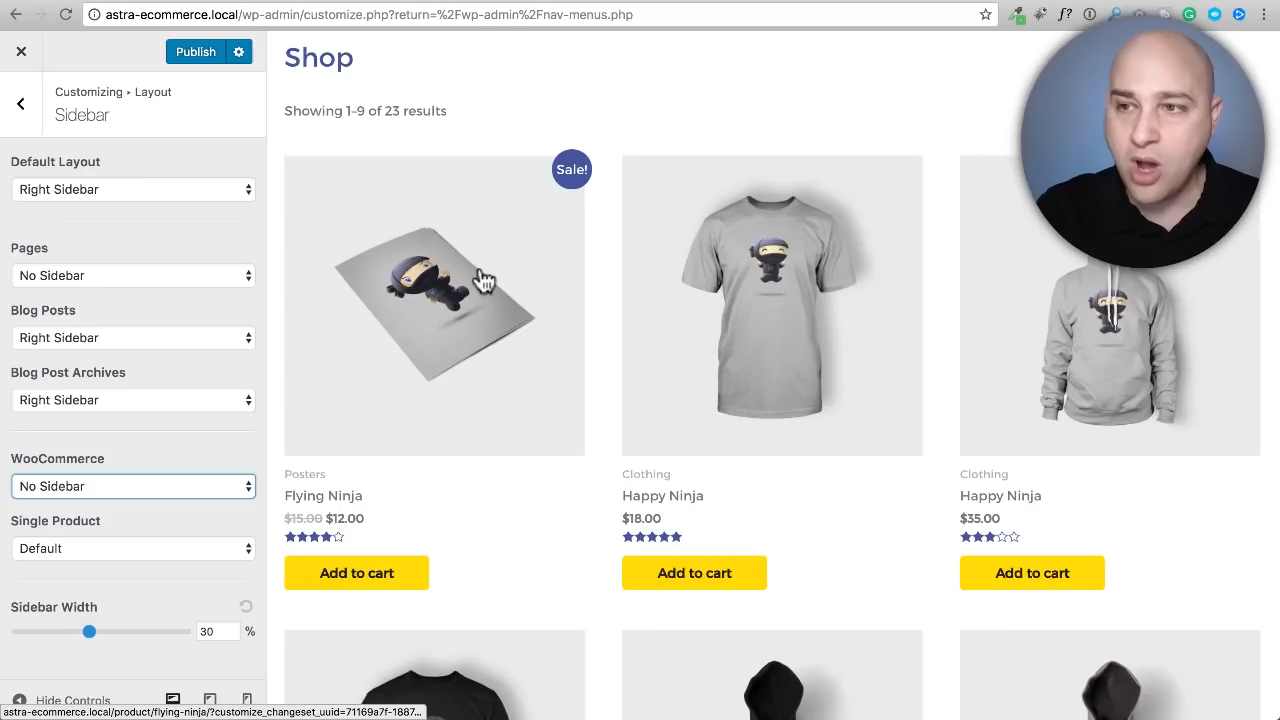 astra-ecommerce.local/wp-admin/customize.php?return=%2Fwp-admin%2Fnav-menus.php
Publish
Customizing ▸ Layout
Sidebar
Default Layout
Right Sidebar
Pages
No Sidebar
Blog Posts
Right Sidebar
Blog Post Archives
Right Sidebar
WooCommerce
No Sidebar
Single Product
Default
Sidebar Width
30 %
Hide Controls
astra-ecommerce.local/product/flying-ninja/?customize_changeset_uuid=71169a7f-1887...
Shop
Showing 1–9 of 23 results
Sale!
Posters
Flying Ninja
$15.00 $12.00
Add to cart
Clothing
Happy Ninja
$18.00
Add to cart
Clothing
Happy Ninja
$35.00
Add to cart